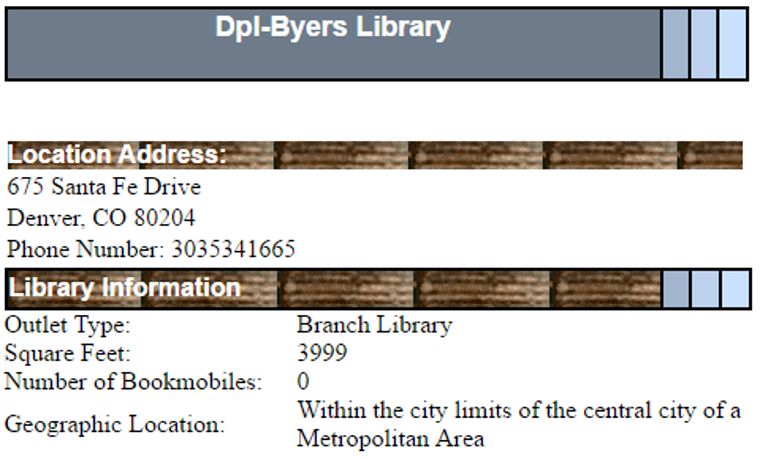 Dpl-Byers Library
Location Address:
675 Santa Fe Drive
Denver, CO 80204
Phone Number: 3035341665
Library Information
Outlet Type: Branch Library
Square Feet: 3999
Number of Bookmobiles: 0
Geographic Location: Within the city limits of the central city of a
Metropolitan Area